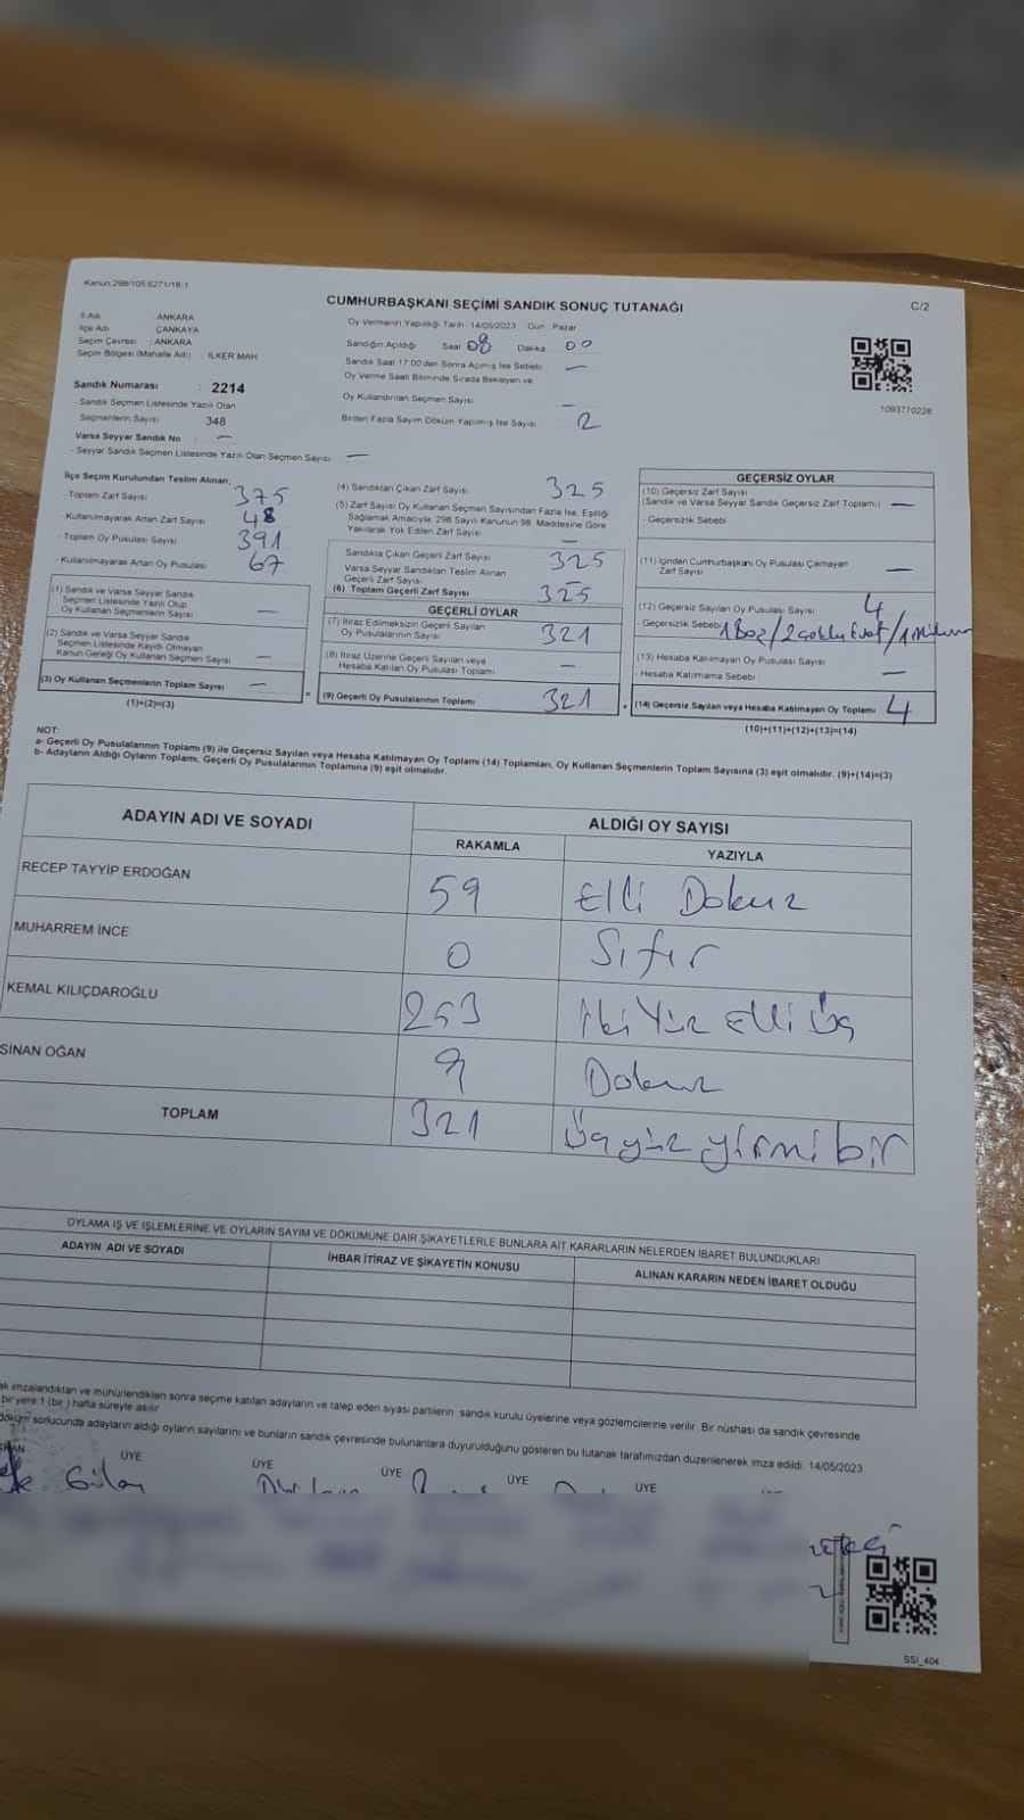 Kanun 298/105 6271/18 1
CUMHURBAŞKANI SEÇİMİ SANDIK SONUÇ TUTANAĞI
C/2
İl Adı ANKARA
İlçe Adı ÇANKAYA
Seçim Çevresi : ANKARA
Seçim Bölgesi (Mahalle Adı) : İLKER MAH
Sandık Numarası : 2214
Sandık Seçmen Listesinde Yazılı Olan
Seçmenlerin Sayısı 348
Varsa Seyyar Sandık No —
- Seyyar Sandık Seçmen Listesinde Yazılı Olan Seçmen Sayısı —
Oy Vermenin Yapıldığı Tarih 14/05/2023 Gün Pazar
Sandığın Açıldığı Saat 08 Dakika 00
Sandık Saat 17:00'den Sonra Açılmış İse Sebebi —
Oy Verme Saati Bitiminde Sırada Bekleyen ve
Oy Kullandırılan Seçmen Sayısı —
Birden Fazla Sayım Döküm Yapılmış İse Sayısı 2
1093770226
İlçe Seçim Kurulundan Teslim Alınan;
- Toplam Zarf Sayısı 375
- Kullanılmayarak Artan Zarf Sayısı 48
- Toplam Oy Pusulası Sayısı 391
- Kullanılmayarak Artan Oy Pusulası 67
(1) Sandık ve Varsa Seyyar Sandık
Seçmen Listesinde Yazılı Olup
Oy Kullanan Seçmenlerin Sayısı —
(2) Sandık ve Varsa Seyyar Sandık
Seçmen Listesinde Kaydı Olmayan
Kanun Gereği Oy Kullanan Seçmen Sayısı —
(3) Oy Kullanan Seçmenlerin Toplam Sayısı —
(1)+(2)=(3)
(4) Sandıktan Çıkan Zarf Sayısı 325
(5) Zarf Sayısı Oy Kullanan Seçmen Sayısından Fazla İse, Eşitliği
Sağlamak Amacıyla, 298 Sayılı Kanunun 98. Maddesine Göre
Yakılarak Yok Edilen Zarf Sayısı —
Sandıkta Çıkan Geçerli Zarf Sayısı 325
Varsa Seyyar Sandıktan Teslim Alınan
Geçerli Zarf Sayısı
(6) Toplam Geçerli Zarf Sayısı 325
GEÇERLİ OYLAR
(7) İtiraz Edilmeksizin Geçerli Sayılan
Oy Pusulalarının Sayısı 321
(8) İtiraz Üzerine Geçerli Sayılan veya
Hesaba Katılan Oy Pusulası Toplamı —
(9) Geçerli Oy Pusulalarının Toplamı 321
GEÇERSİZ OYLAR
(10) Geçersiz Zarf Sayısı
(Sandık ve Varsa Seyyar Sandık Geçersiz Zarf Toplamı) —
- Geçersizlik Sebebi
(11) İçinden Cumhurbaşkanı Oy Pusulası Çıkmayan
Zarf Sayısı —
(12) Geçersiz Sayılan Oy Pusulası Sayısı 4
Geçersizlik Sebebi 1 Boz / 2 /1
(13) Hesaba Katılmayan Oy Pusulası Sayısı
- Hesaba Katılmama Sebebi —
(14) Geçersiz Sayılan veya Hesaba Katılmayan Oy Toplamı 4
(10)+(11)+(12)+(13)=(14)
NOT:
a- Geçerli Oy Pusulalarının Toplamı (9) ile Geçersiz Sayılan veya Hesaba Katılmayan Oy Toplamı (14) Toplamları, Oy Kullanan Seçmenlerin Toplam Sayısına (3) eşit olmalıdır. (9)+(14)=(3)
b- Adayların Aldığı Oyların Toplamı, Geçerli Oy Pusulalarının Toplamına (9) eşit olmalıdır.
ADAYIN ADI VE SOYADI
ALDIĞI OY SAYISI
RAKAMLA YAZIYLA
RECEP TAYYİP ERDOĞAN 59 Elli Dokuz
MUHARREM İNCE 0 Sıfır
KEMAL KILIÇDAROĞLU 253 İki Yüz Elli Üç
SİNAN OĞAN 9 Dokuz
TOPLAM 321 Üçyüz yirmi bir
OYLAMA İŞ VE İŞLEMLERİNE VE OYLARIN SAYIM VE DÖKÜMÜNE DAİR ŞİKAYETLERLE BUNLARA AİT KARARLARIN NELERDEN İBARET BULUNDUKLARI
ADAYIN ADI VE SOYADI İHBAR İTİRAZ VE ŞİKAYETİN KONUSU ALINAN KARARIN NEDEN İBARET OLDUĞU
imzalandıktan ve mühürlendikten sonra seçime katılan adayların ve talep eden siyasi partilerin sandık kurulu üyelerine veya gözlemcilerine verilir. Bir nüshası da sandık çevresinde
bir yere 1 (bir) hafta süreyle asılır
döküm sonucunda adayların aldığı oyların sayılarını ve bunların sandık çevresinde bulunanlara duyurulduğunu gösteren bu tutanak tarafımızdan düzenlenerek imza edildi. 14/05/2023
ÜYE ÜYE ÜYE ÜYE ÜYE
SSİ_404